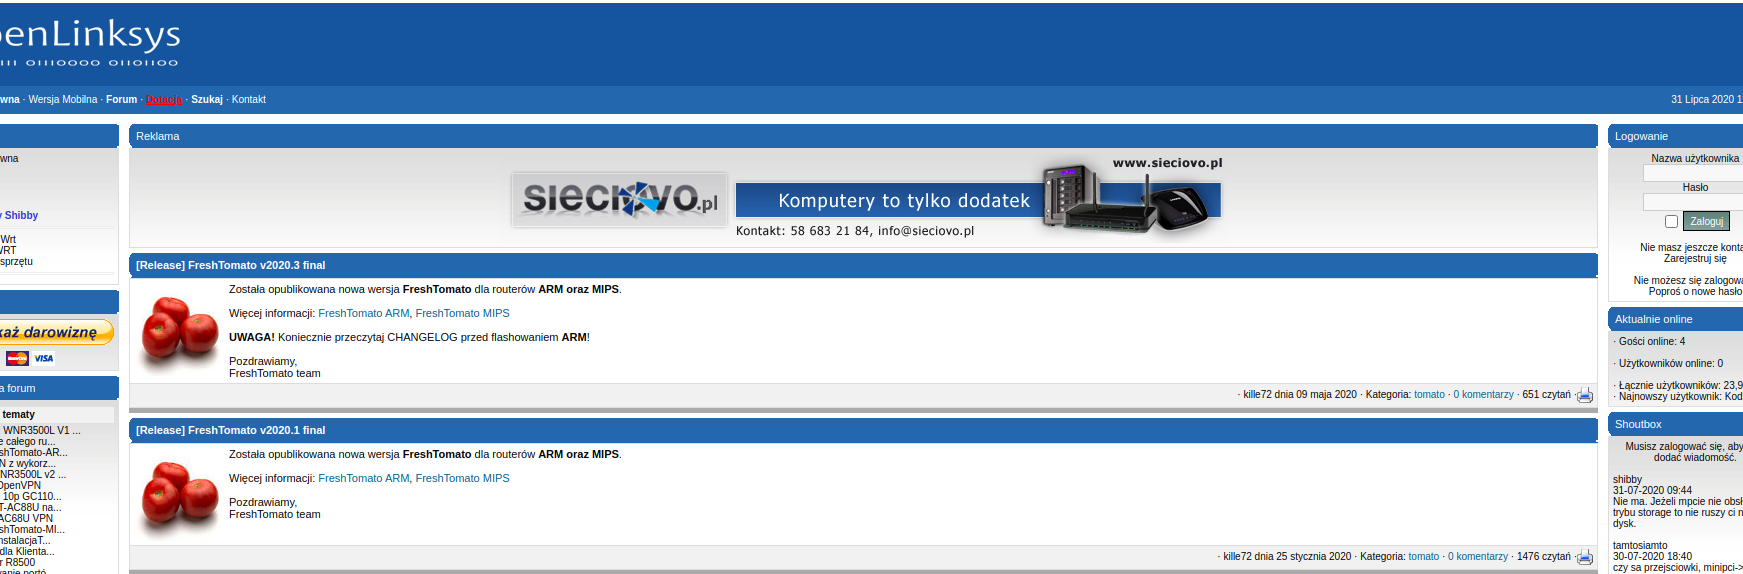 penLinksys
ııı oııı0000 oııoıı00
wna · Wersja Mobilna · Forum · Dotacja · Szukaj · Kontakt
31 Lipca 2020 1
wna
y Shibby
Wrt
WRT
sprzętu
każ darowiznę
MasterCard VISA
a forum
tematy
WNR3500L V1 ...
e całego ru...
shTomato-AR...
N z wykorz...
NR3500L v2 ...
OpenVPN
10p GC110...
T-AC88U na...
AC68U VPN
shTomato-MI...
nstalacjaT...
dla Klienta...
r R8500
wanie portó
Reklama
sieciovo.pl
www.sieciovo.pl
Komputery to tylko dodatek
Kontakt: 58 683 21 84, info@sieciovo.pl
[Release] FreshTomato v2020.3 final
Została opublikowana nowa wersja FreshTomato dla routerów ARM oraz MIPS.
Więcej informacji: FreshTomato ARM, FreshTomato MIPS
UWAGA! Koniecznie przeczytaj CHANGELOG przed flashowaniem ARM!
Pozdrawiamy,
FreshTomato team
· kille72 dnia 09 maja 2020 · Kategoria: tomato · 0 komentarzy · 651 czytań ·
[Release] FreshTomato v2020.1 final
Została opublikowana nowa wersja FreshTomato dla routerów ARM oraz MIPS.
Więcej informacji: FreshTomato ARM, FreshTomato MIPS
Pozdrawiamy,
FreshTomato team
· kille72 dnia 25 stycznia 2020 · Kategoria: tomato · 0 komentarzy · 1476 czytań ·
Logowanie
Nazwa użytkownika
Hasło
Zaloguj
Nie masz jeszcze konta
Zarejestruj się
Nie możesz się zalogowa
Poproś o nowe hasło
Aktualnie online
· Gości online: 4
· Użytkowników online: 0
· Łącznie użytkowników: 23,9
· Najnowszy użytkownik: Kod
Shoutbox
Musisz zalogować się, aby
dodać wiadomość.
shibby
31-07-2020 09:44
Nie ma. Jeżeli mpcie nie obsł
trybu storage to nie ruszy ci n
dysk.
tamtosiamto
30-07-2020 18:40
czy sa przejsciowki, minipci->